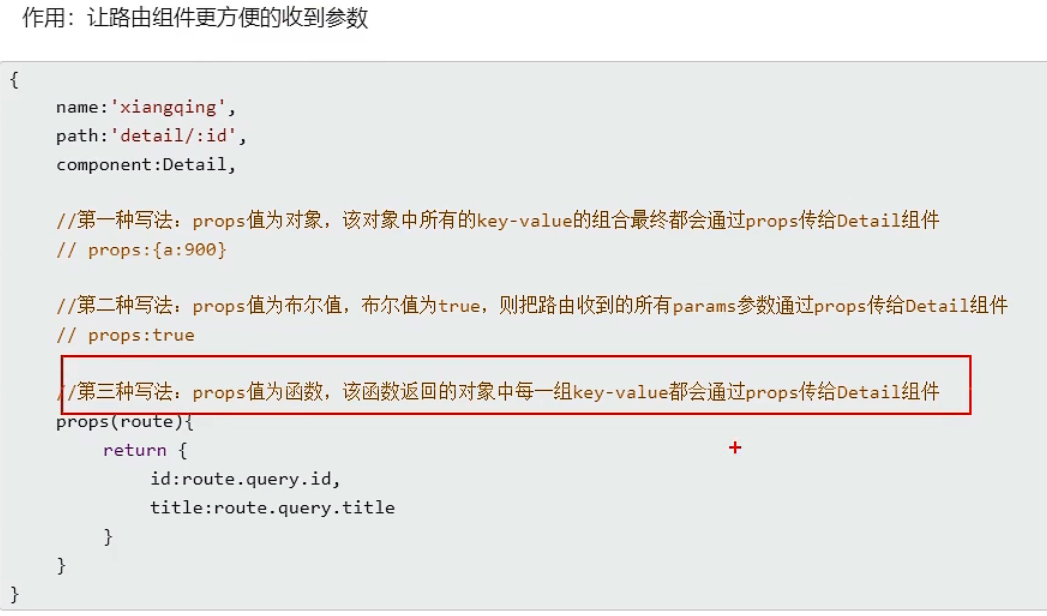 作用：让路由组件更方便的收到参数
{
name:'xiangqing',
path:'detail/:id',
component:Detail,
//第一种写法：props值为对象，该对象中所有的key-value的组合最终都会通过props传给Detail组件
// props:{a:900}
//第二种写法：props值为布尔值，布尔值为true，则把路由收到的所有params参数通过props传给Detail组件
// props:true
//第三种写法：props值为函数，该函数返回的对象中每一组key-value都会通过props传给Detail组件
props(route){
return {
id:route.query.id,
title:route.query.title
}
}
}